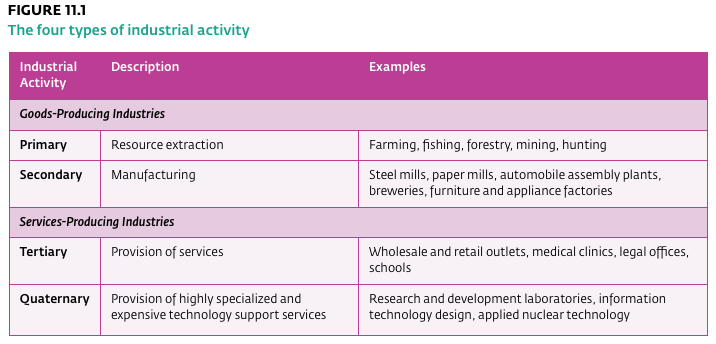 FIGURE 11.1
The four types of industrial activity
Industrial Activity
Description
Examples
Goods-Producing Industries
Primary
Resource extraction
Farming, fishing, forestry, mining, hunting
Secondary
Manufacturing
Steel mills, paper mills, automobile assembly plants,
breweries, furniture and appliance factories
Services-Producing Industries
Tertiary
Provision of services
Wholesale and retail outlets, medical clinics, legal offices,
schools
Quaternary
Provision of highly specialized and
expensive technology support services
Research and development laboratories, information
technology design, applied nuclear technology